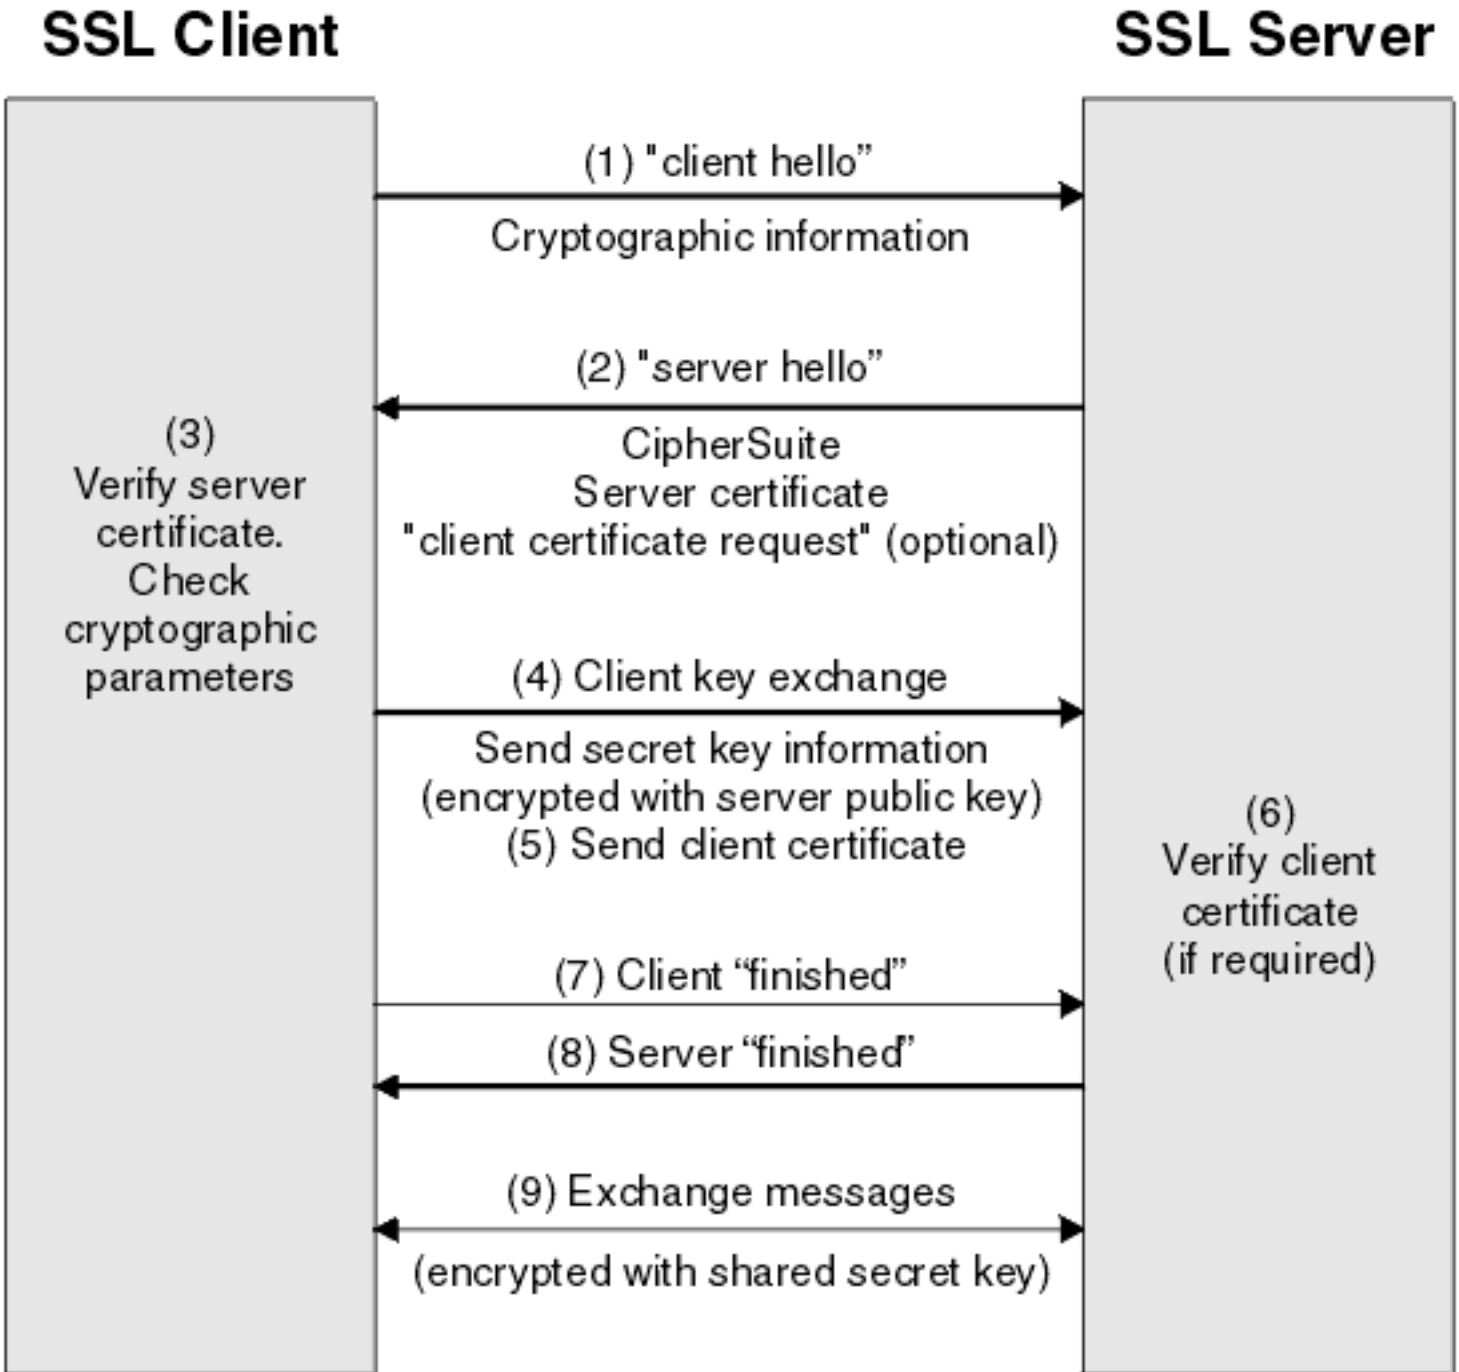 SSL Client
SSL Server
(1) "client hello”
Cryptographic information
(2) "server hello”
CipherSuite
Server certificate
"client certificate request" (optional)
(3)
Verify server
certificate.
Check
cryptographic
parameters
(4) Client key exchange
Send secret key information
(encrypted with server public key)
(5) Send client certificate
(6)
Verify client
certificate
(if required)
(7) Client “finished”
(8) Server “finished”
(9) Exchange messages
(encrypted with shared secret key)